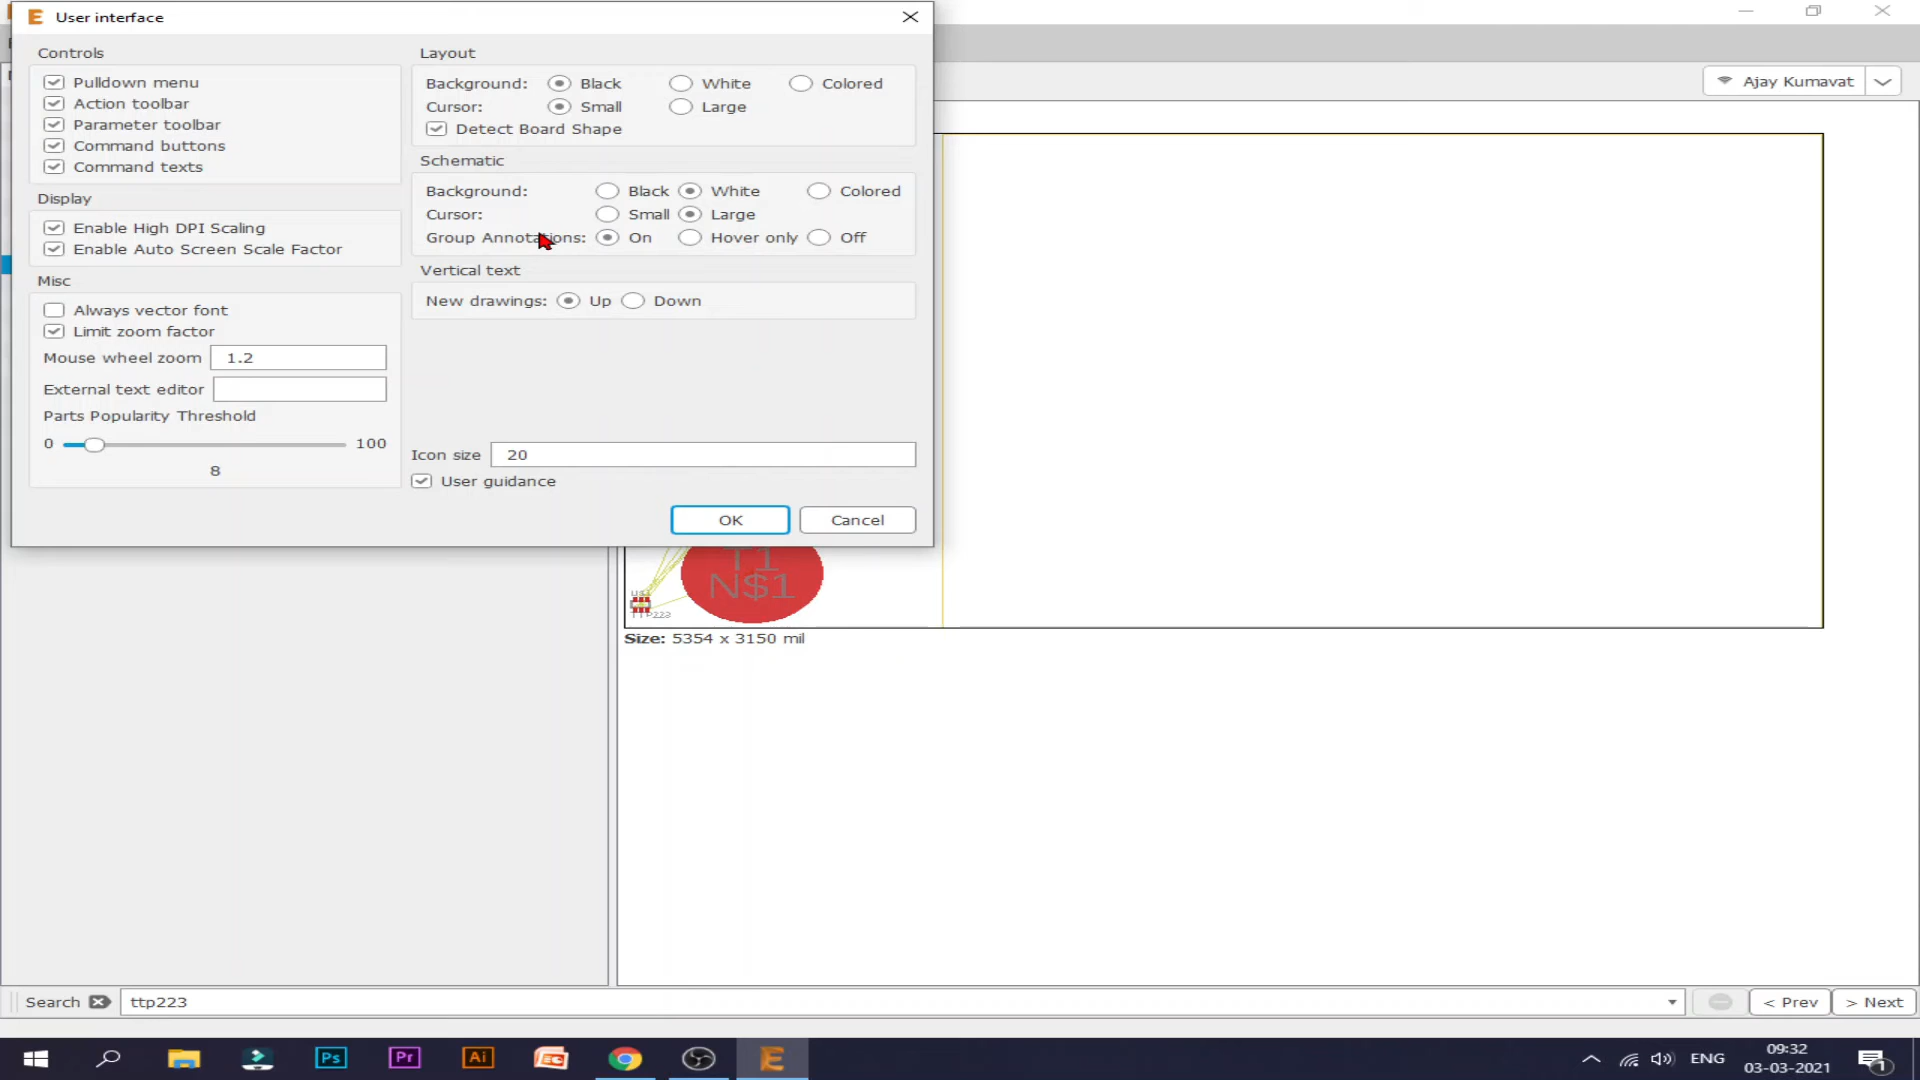 User interface
Controls
Pulldown menu
Action toolbar
Parameter toolbar
Command buttons
Command texts
Display
Enable High DPI Scaling
Enable Auto Screen Scale Factor
Misc
Always vector font
Limit zoom factor
Mouse wheel zoom 1.2
External text editor
Parts Popularity Threshold
0 100
8
Layout
Background: Black White Colored
Cursor: Small Large
Detect Board Shape
Schematic
Background: Black White Colored
Cursor: Small Large
Group Annotations: On Hover only Off
Vertical text
New drawings: Up Down
Icon size 20
User guidance
OK Cancel
Ajay Kumavat
T1
N$1
Size: 5354 x 3150 mil
Search ttp223 < Prev > Next
Ps Pr Ai E
ENG
09:32
03-03-2021
1